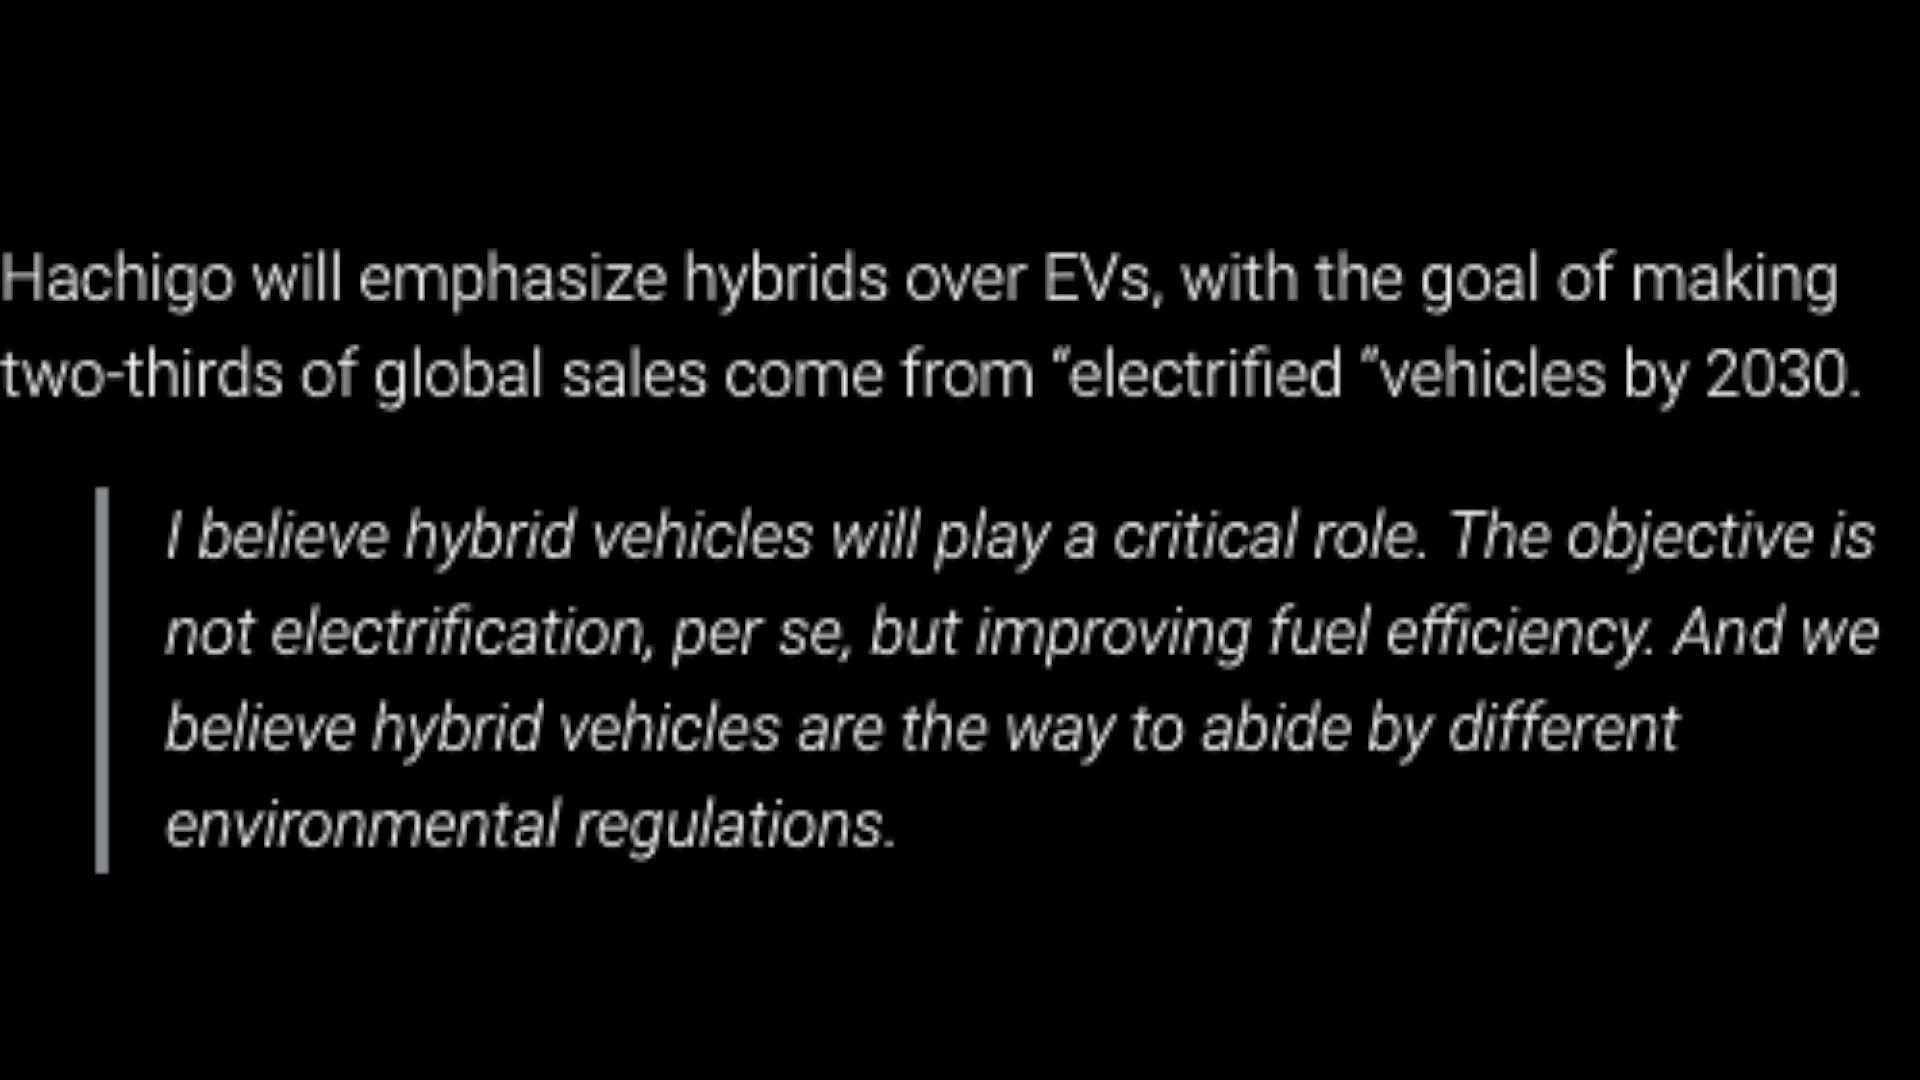 Hachigo will emphasize hybrids over EVs, with the goal of making
two-thirds of global sales come from “electrified “vehicles by 2030.
I believe hybrid vehicles will play a critical role. The objective is
not electrification, per se, but improving fuel efficiency. And we
believe hybrid vehicles are the way to abide by different
environmental regulations.